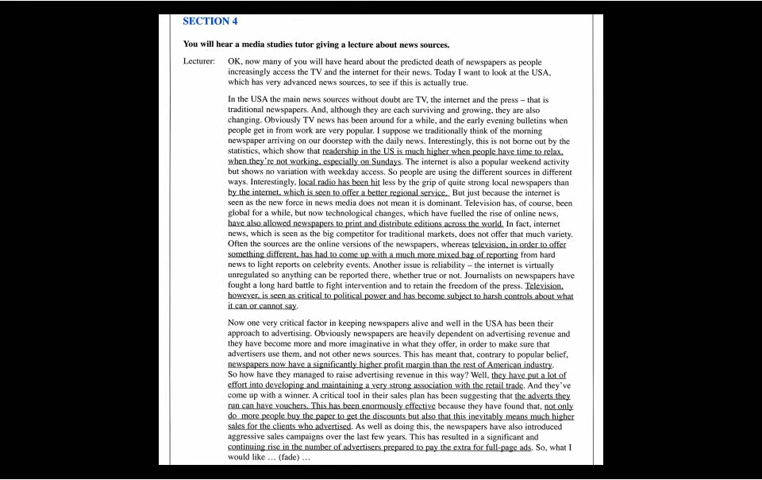 SECTION 4
You will hear a media studies tutor giving a lecture about news sources.
Lecturer: OK, now many of you will have heard about the predicted death of newspapers as people
increasingly access the TV and the internet for their news. Today I want to look at the USA,
which has very advanced news sources, to see if this is actually true.
In the USA the main news sources without doubt are TV, the internet and the press – that is
traditional newspapers. And, although they are each surviving and growing, they are also
changing. Obviously TV news has been around for a while, and the early evening bulletins when
people get in from work are very popular. I suppose we traditionally think of the morning
newspaper arriving on our doorstep with the daily news. Interestingly, this is not borne out by the
statistics, which show that readership in the US is much higher when people have time to relax,
when they're not working, especially on Sundays. The internet is also a popular weekend activity
but shows no variation with weekday access. So people are using the different sources in different
ways. Interestingly, local radio has been hit less by the grip of quite strong local newspapers than
by the internet, which is seen to offer a better regional service. But just because the internet is
seen as the new force in news media does not mean it is dominant. Television has, of course, been
global for a while, but now technological changes, which have fuelled the rise of online news,
have also allowed newspapers to print and distribute editions across the world. In fact, internet
news, which is seen as the big competitor for traditional markets, does not offer that much variety.
Often the sources are the online versions of the newspapers, whereas television, in order to offer
something different, has had to come up with a much more mixed bag of reporting from hard
news to light reports on celebrity events. Another issue is reliability – the internet is virtually
unregulated so anything can be reported there, whether true or not. Journalists on newspapers have
fought a long hard battle to fight intervention and to retain the freedom of the press. Television,
however, is seen as critical to political power and has become subject to harsh controls about what
it can or cannot say.
Now one very critical factor in keeping newspapers alive and well in the USA has been their
approach to advertising. Obviously newspapers are heavily dependent on advertising revenue and
they have become more and more imaginative in what they offer, in order to make sure that
advertisers use them, and not other news sources. This has meant that, contrary to popular belief,
newspapers now have a significantly higher profit margin than the rest of American industry.
So how have they managed to raise advertising revenue in this way? Well, they have put a lot of
effort into developing and maintaining a very strong association with the retail trade. And they've
come up with a winner. A critical tool in their sales plan has been suggesting that the adverts they
run can have vouchers. This has been enormously effective because they have found that, not only
do more people buy the paper to get the discounts but also that this inevitably means much higher
sales for the clients who advertised. As well as doing this, the newspapers have also introduced
aggressive sales campaigns over the last few years. This has resulted in a significant and
continuing rise in the number of advertisers prepared to pay the extra for full-page ads. So, what I
would like … (fade) …